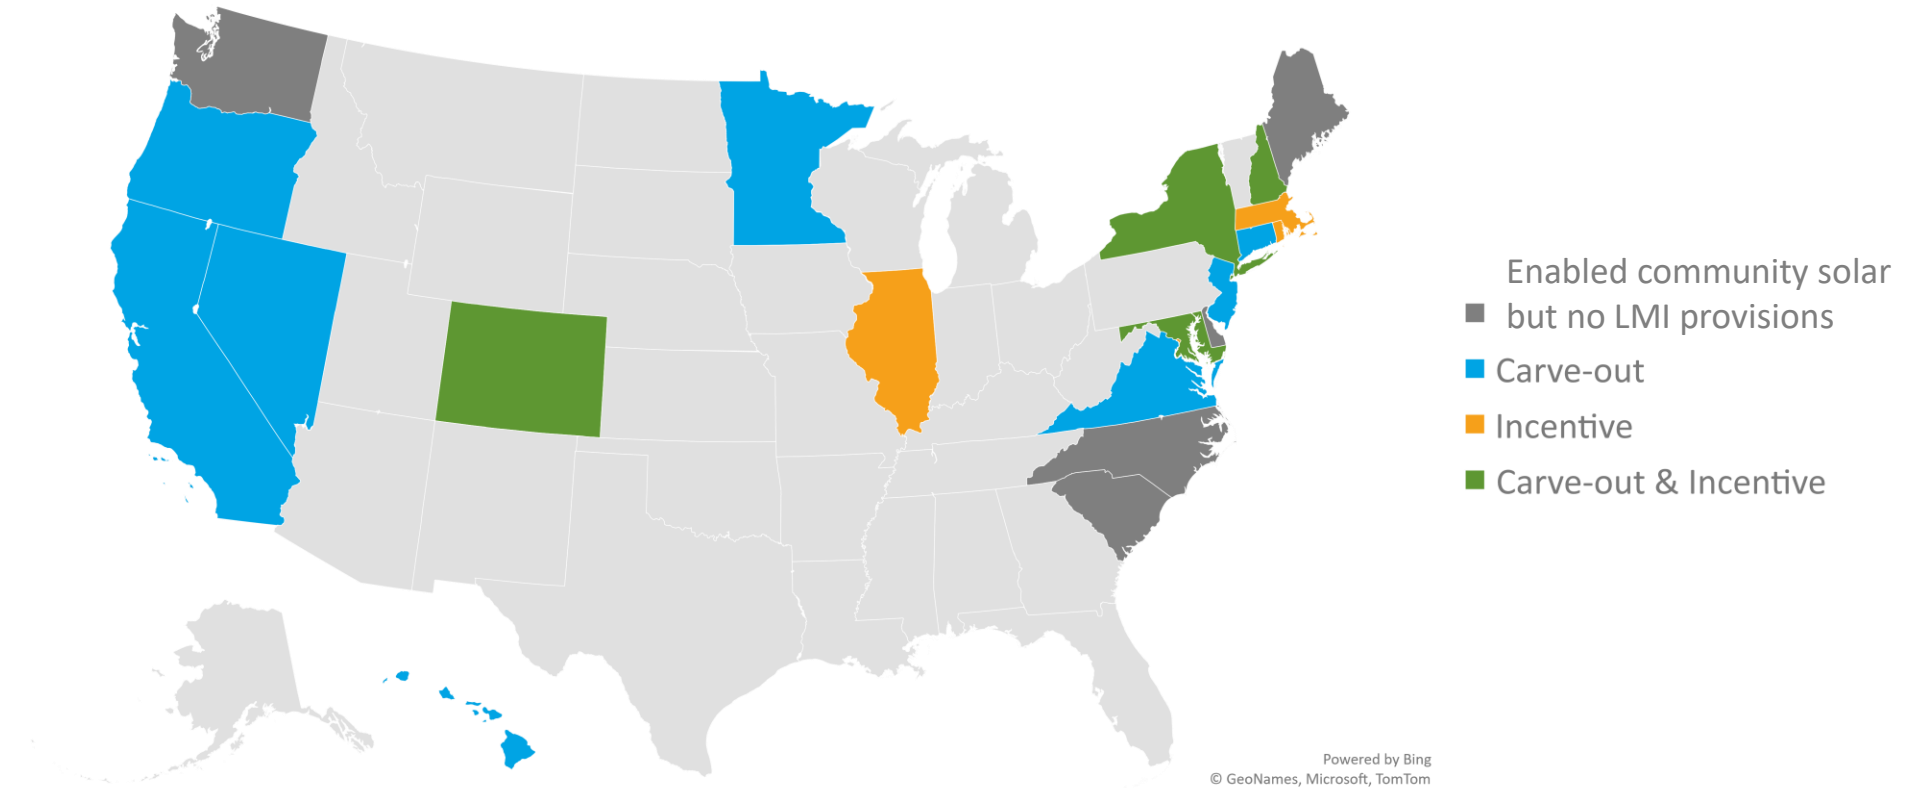 Enabled community solar
but no LMI provisions
Carve-out
Incentive
Carve-out & Incentive
Powered by Bing
© GeoNames, Microsoft, TomTom